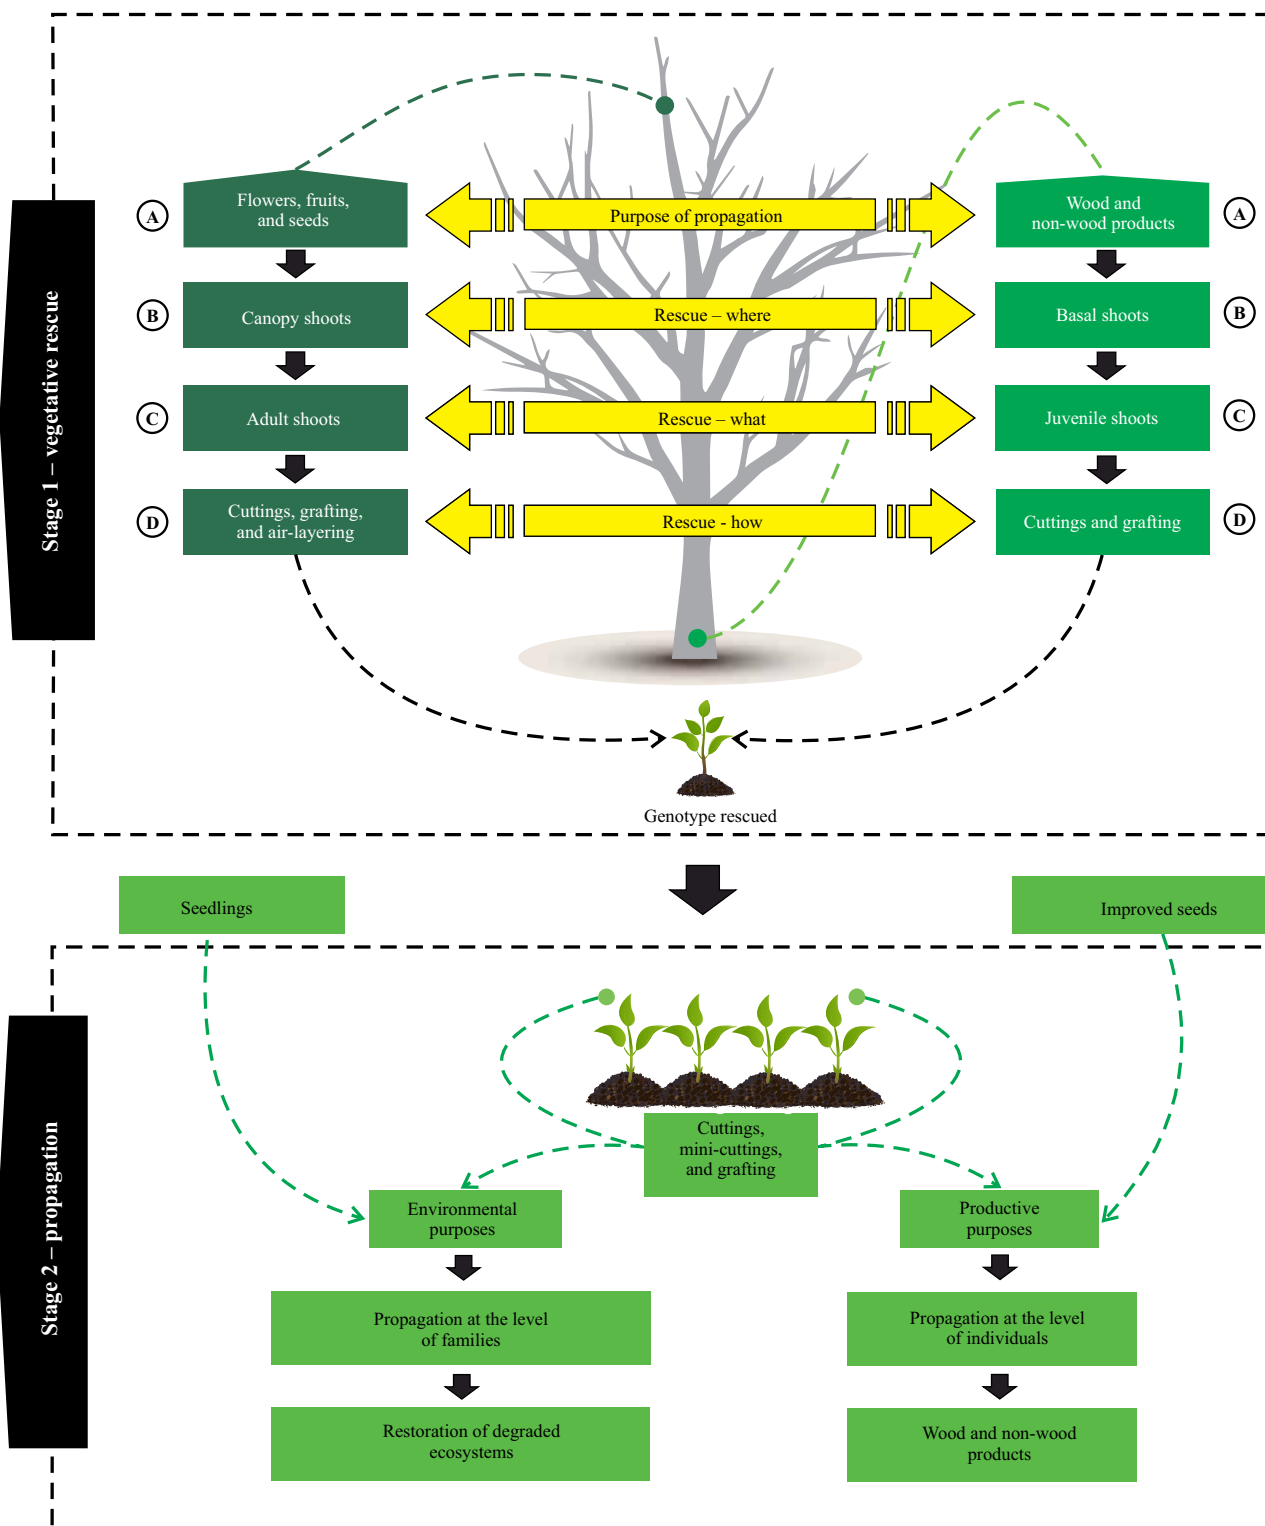 Stage 1 – vegetative rescue
A
Flowers, fruits,
and seeds
Purpose of propagation
Wood and
non-wood products
A
B
Canopy shoots
Rescue – where
Basal shoots
B
C
Adult shoots
Rescue – what
Juvenile shoots
C
D
Cuttings, grafting,
and air-layering
Rescue - how
Cuttings and grafting
D
Genotype rescued
Seedlings
Improved seeds
Stage 2 – propagation
Cuttings,
mini-cuttings,
and grafting
Environmental
purposes
Productive
purposes
Propagation at the level
of families
Propagation at the level
of individuals
Restoration of degraded
ecosystems
Wood and non-wood
products